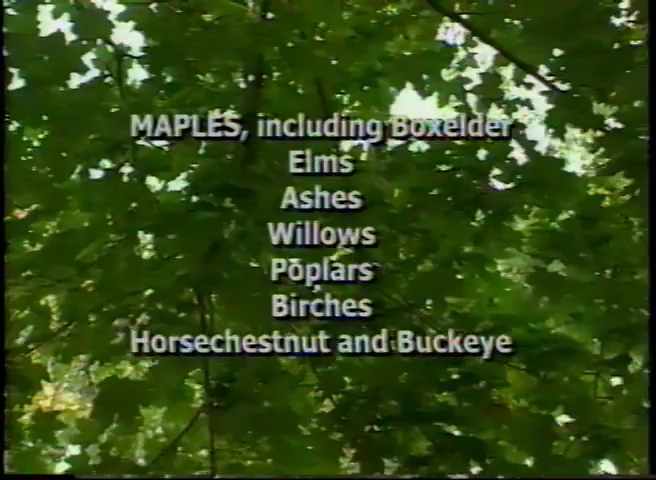 MAPLES, including Boxelder
Elms
Ashes
Willows
Poplars
Birches
Horsechestnut and Buckeye